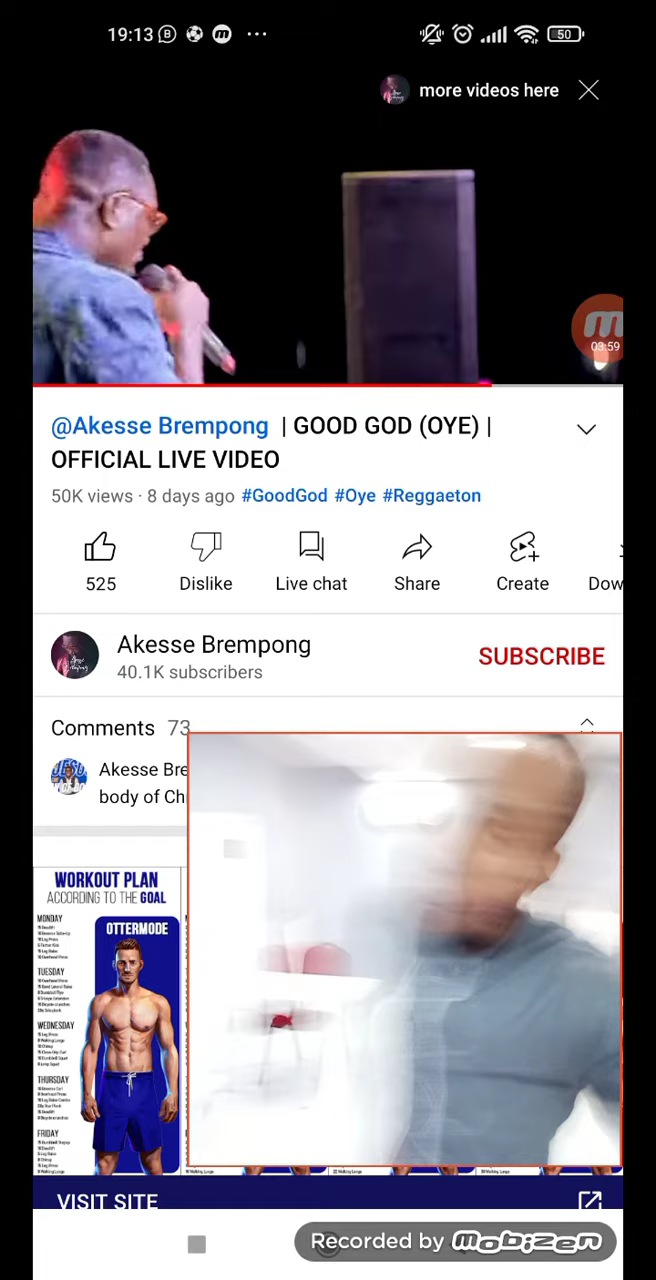 19:13
50
more videos here
03:59
@Akesse Brempong | GOOD GOD (OYE) |
OFFICIAL LIVE VIDEO
50K views · 8 days ago #GoodGod #Oye #Reggaeton
525
Dislike
Live chat
Share
Create
Dow
Akesse Brempong
SUBSCRIBE
40.1K subscribers
Comments 73
Akesse Bre
body of Ch
WORKOUT PLAN
ACCORDING TO THE GOAL
OTTERMODE
MONDAY
TUESDAY
WEDNESDAY
THURSDAY
FRIDAY
VISIT SITE
Recorded by mobizen